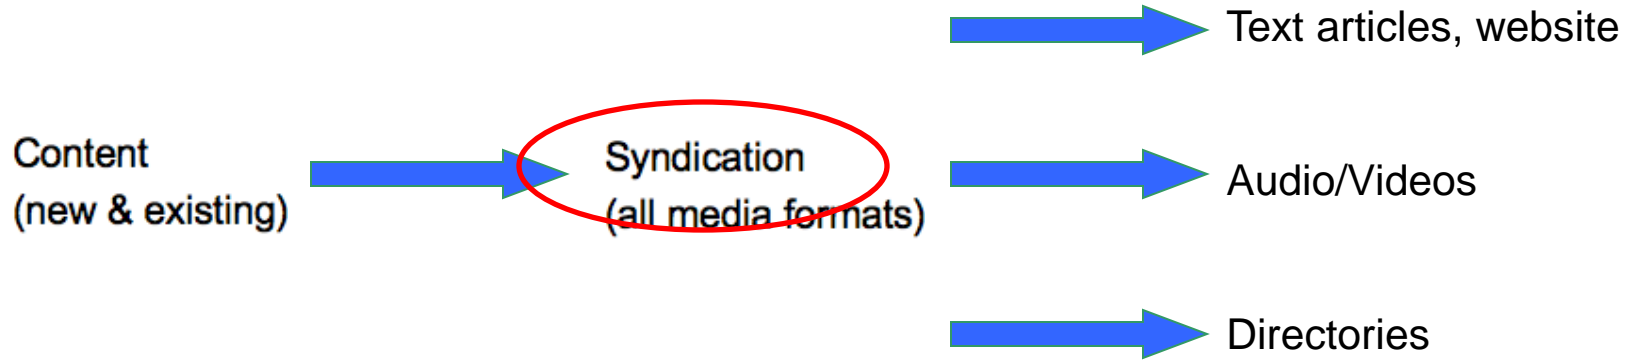 Content
(new & existing)
Syndication
(all media formats)
Text articles, website
Audio/Videos
Directories